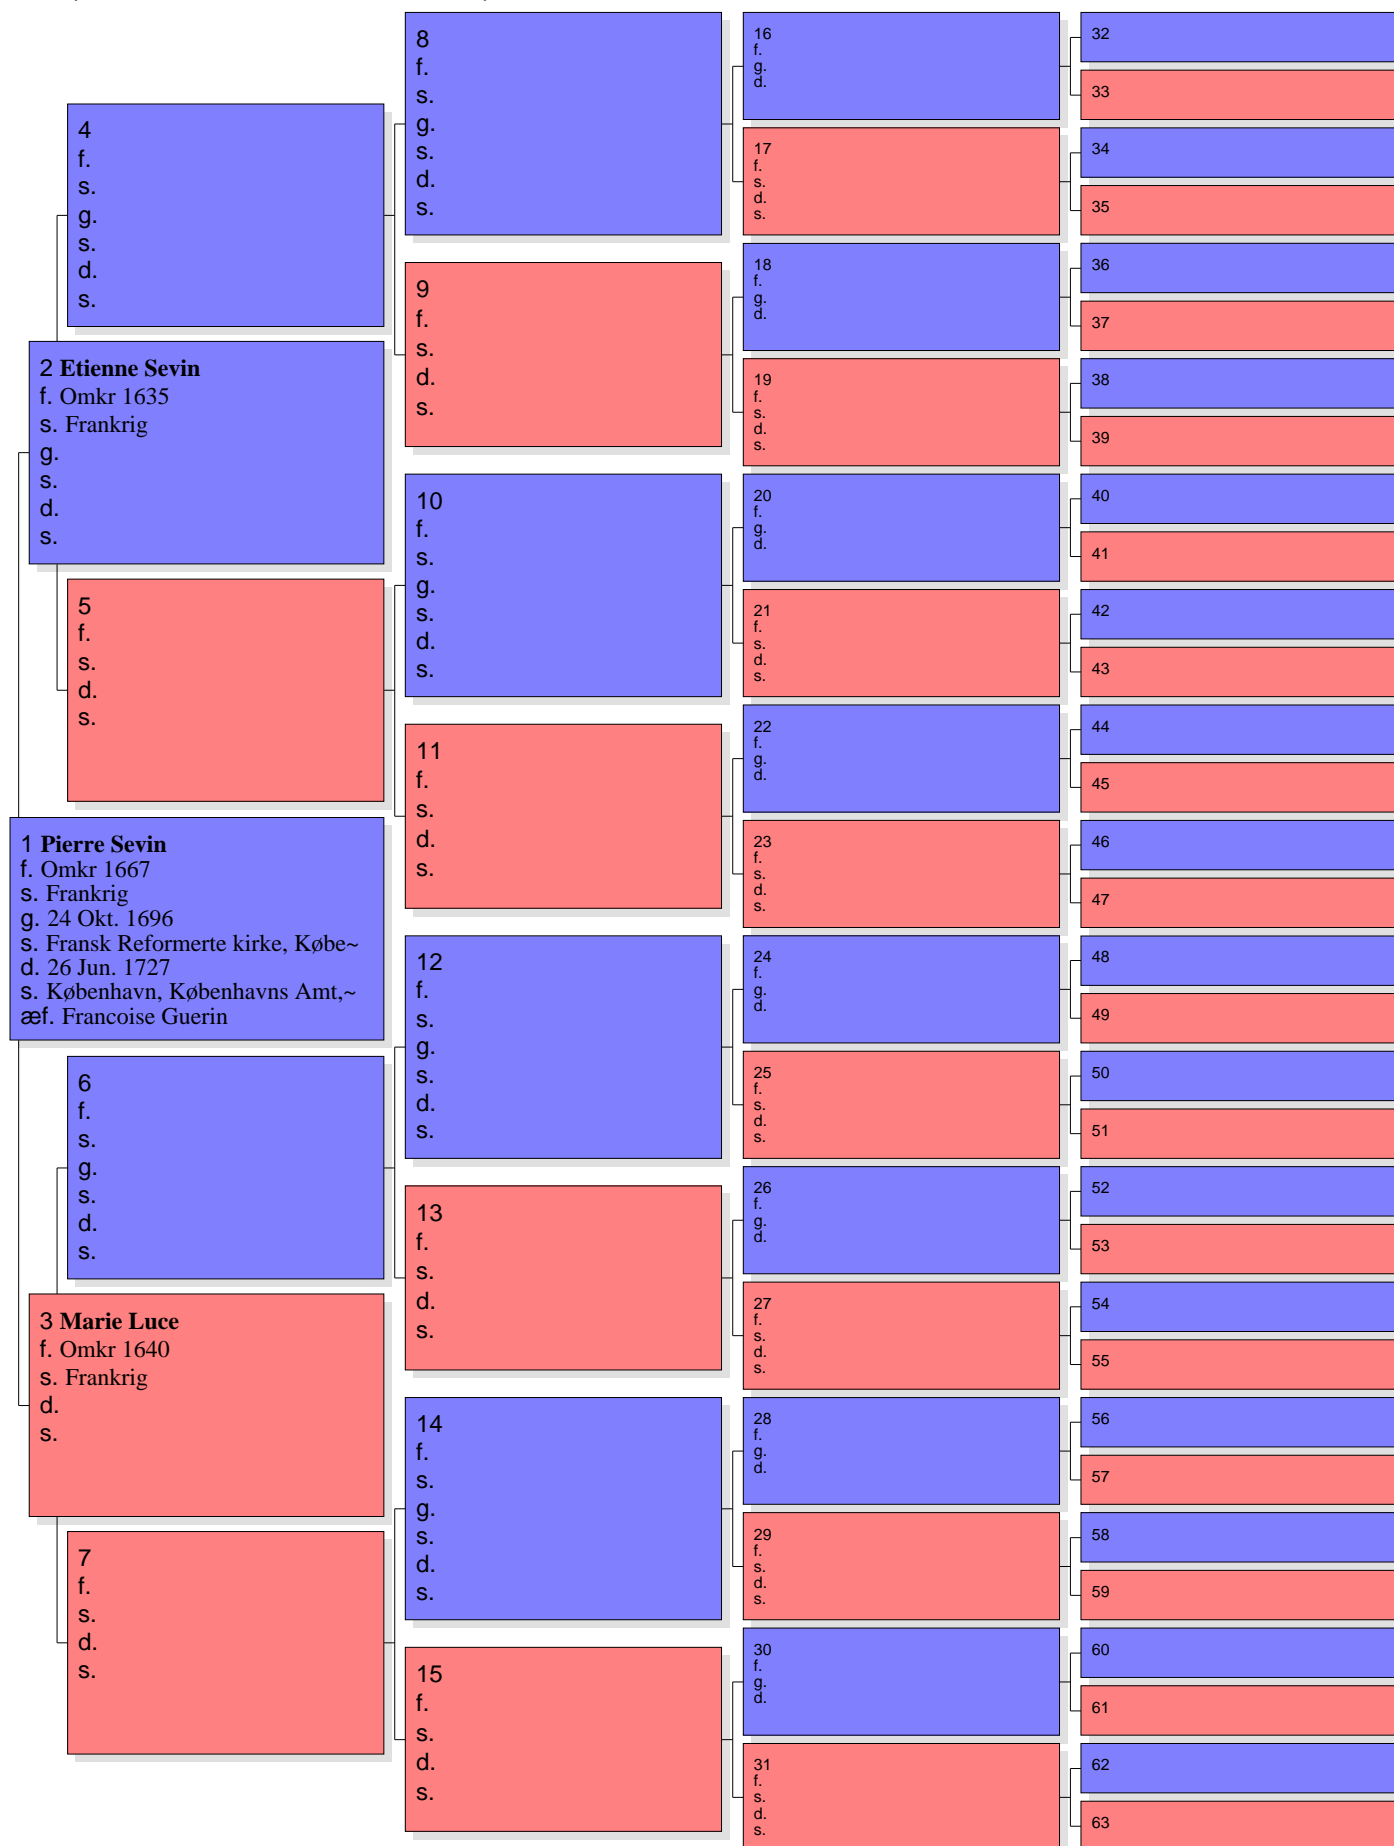 1 Pierre Sevin
f. Omkr 1667
s. Frankrig
g. 24 Okt. 1696
s. Fransk Reformerte kirke, Købe~
d. 26 Jun. 1727
s. København, Københavns Amt,~
æf. Francoise Guerin
2 Etienne Sevin
f. Omkr 1635
s. Frankrig
g.
s.
d.
s.
3 Marie Luce
f. Omkr 1640
s. Frankrig
d.
s.
4
f.
s.
g.
s.
d.
s.
5
f.
s.
d.
s.
6
f.
s.
g.
s.
d.
s.
7
f.
s.
d.
s.
8
f.
s.
g.
s.
d.
s.
9
f.
s.
d.
s.
10
f.
s.
g.
s.
d.
s.
11
f.
s.
d.
s.
12
f.
s.
g.
s.
d.
s.
13
f.
s.
d.
s.
14
f.
s.
g.
s.
d.
s.
15
f.
s.
d.
s.
16
f.
g.
d.
17
f.
s.
d.
s.
18
f.
g.
d.
19
f.
s.
d.
s.
20
f.
g.
d.
21
f.
s.
d.
s.
22
f.
g.
d.
23
f.
s.
d.
s.
24
f.
g.
d.
25
f.
s.
d.
s.
26
f.
g.
d.
27
f.
s.
d.
s.
28
f.
g.
d.
29
f.
s.
d.
s.
30
f.
g.
d.
31
f.
s.
d.
s.
32
33
34
35
36
37
38
39
40
41
42
43
44
45
46
47
48
49
50
51
52
53
54
55
56
57
58
59
60
61
62
63